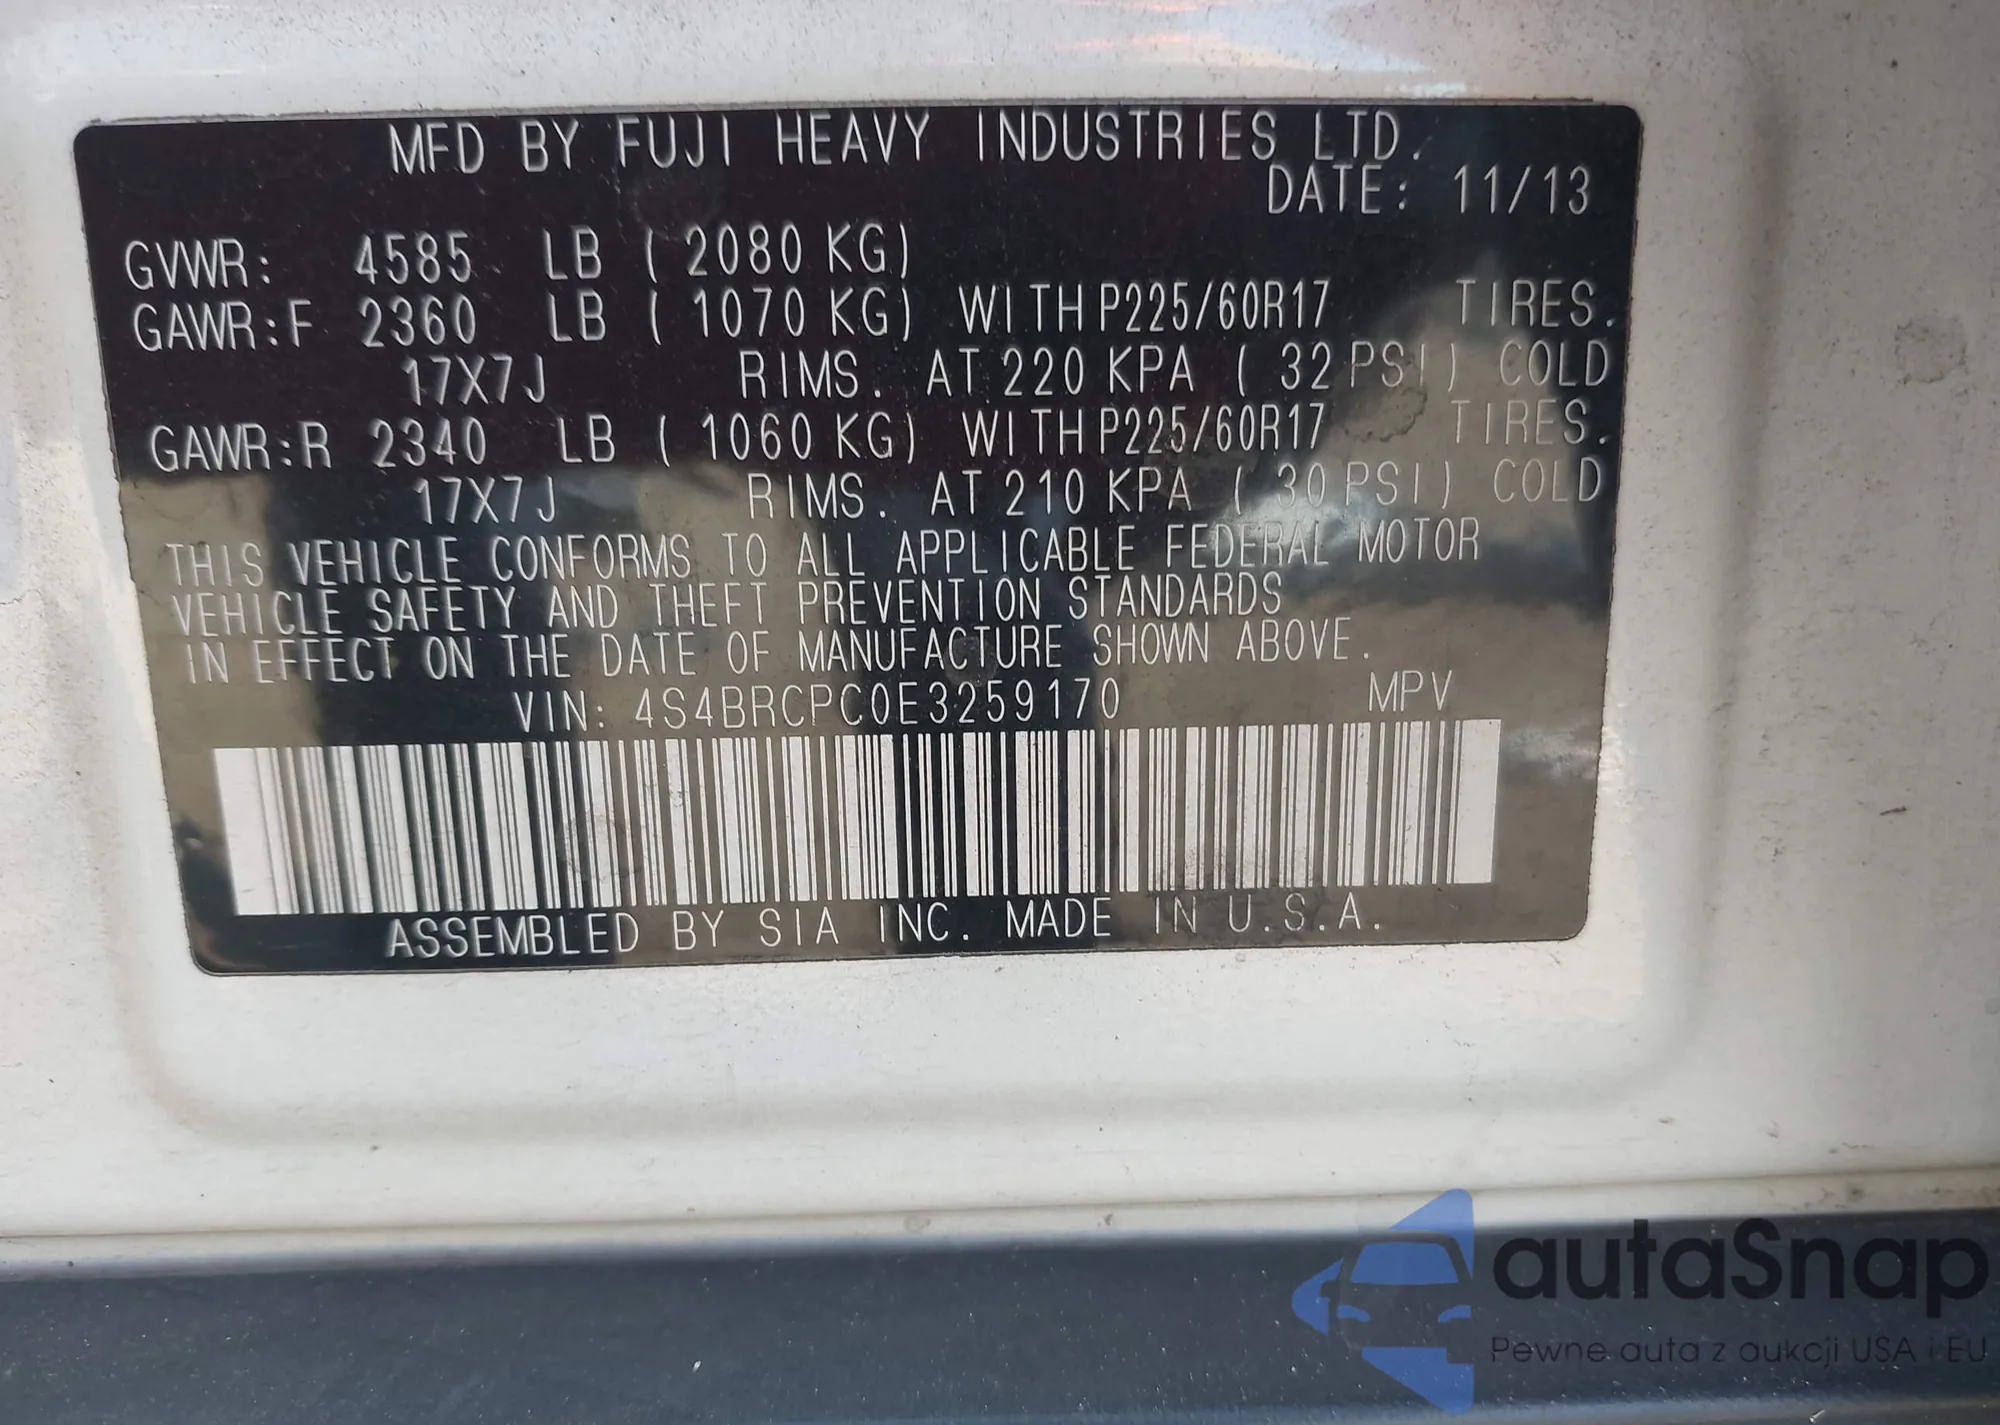 MFD BY FUJI HEAVY INDUSTRIES LTD.
DATE: 11/13
GVWR: 4585 LB ( 2080 KG)
GAWR:F 2360 LB ( 1070 KG) WITH P225/60R17 TIRES.
17X7J RIMS. AT 220 KPA ( 32 PSI) COLD
GAWR:R 2340 LB ( 1060 KG) WITH P225/60R17 TIRES.
17X7J RIMS. AT 210 KPA ( 30 PSI) COLD
THIS VEHICLE CONFORMS TO ALL APPLICABLE FEDERAL MOTOR
VEHICLE SAFETY AND THEFT PREVENTION STANDARDS
IN EFFECT ON THE DATE OF MANUFACTURE SHOWN ABOVE.
VIN: 4S4BRCPC0E3259170 MPV
ASSEMBLED BY SIA INC. MADE IN U.S.A.
autaSnap
Pewne auta z aukcji USA i EU